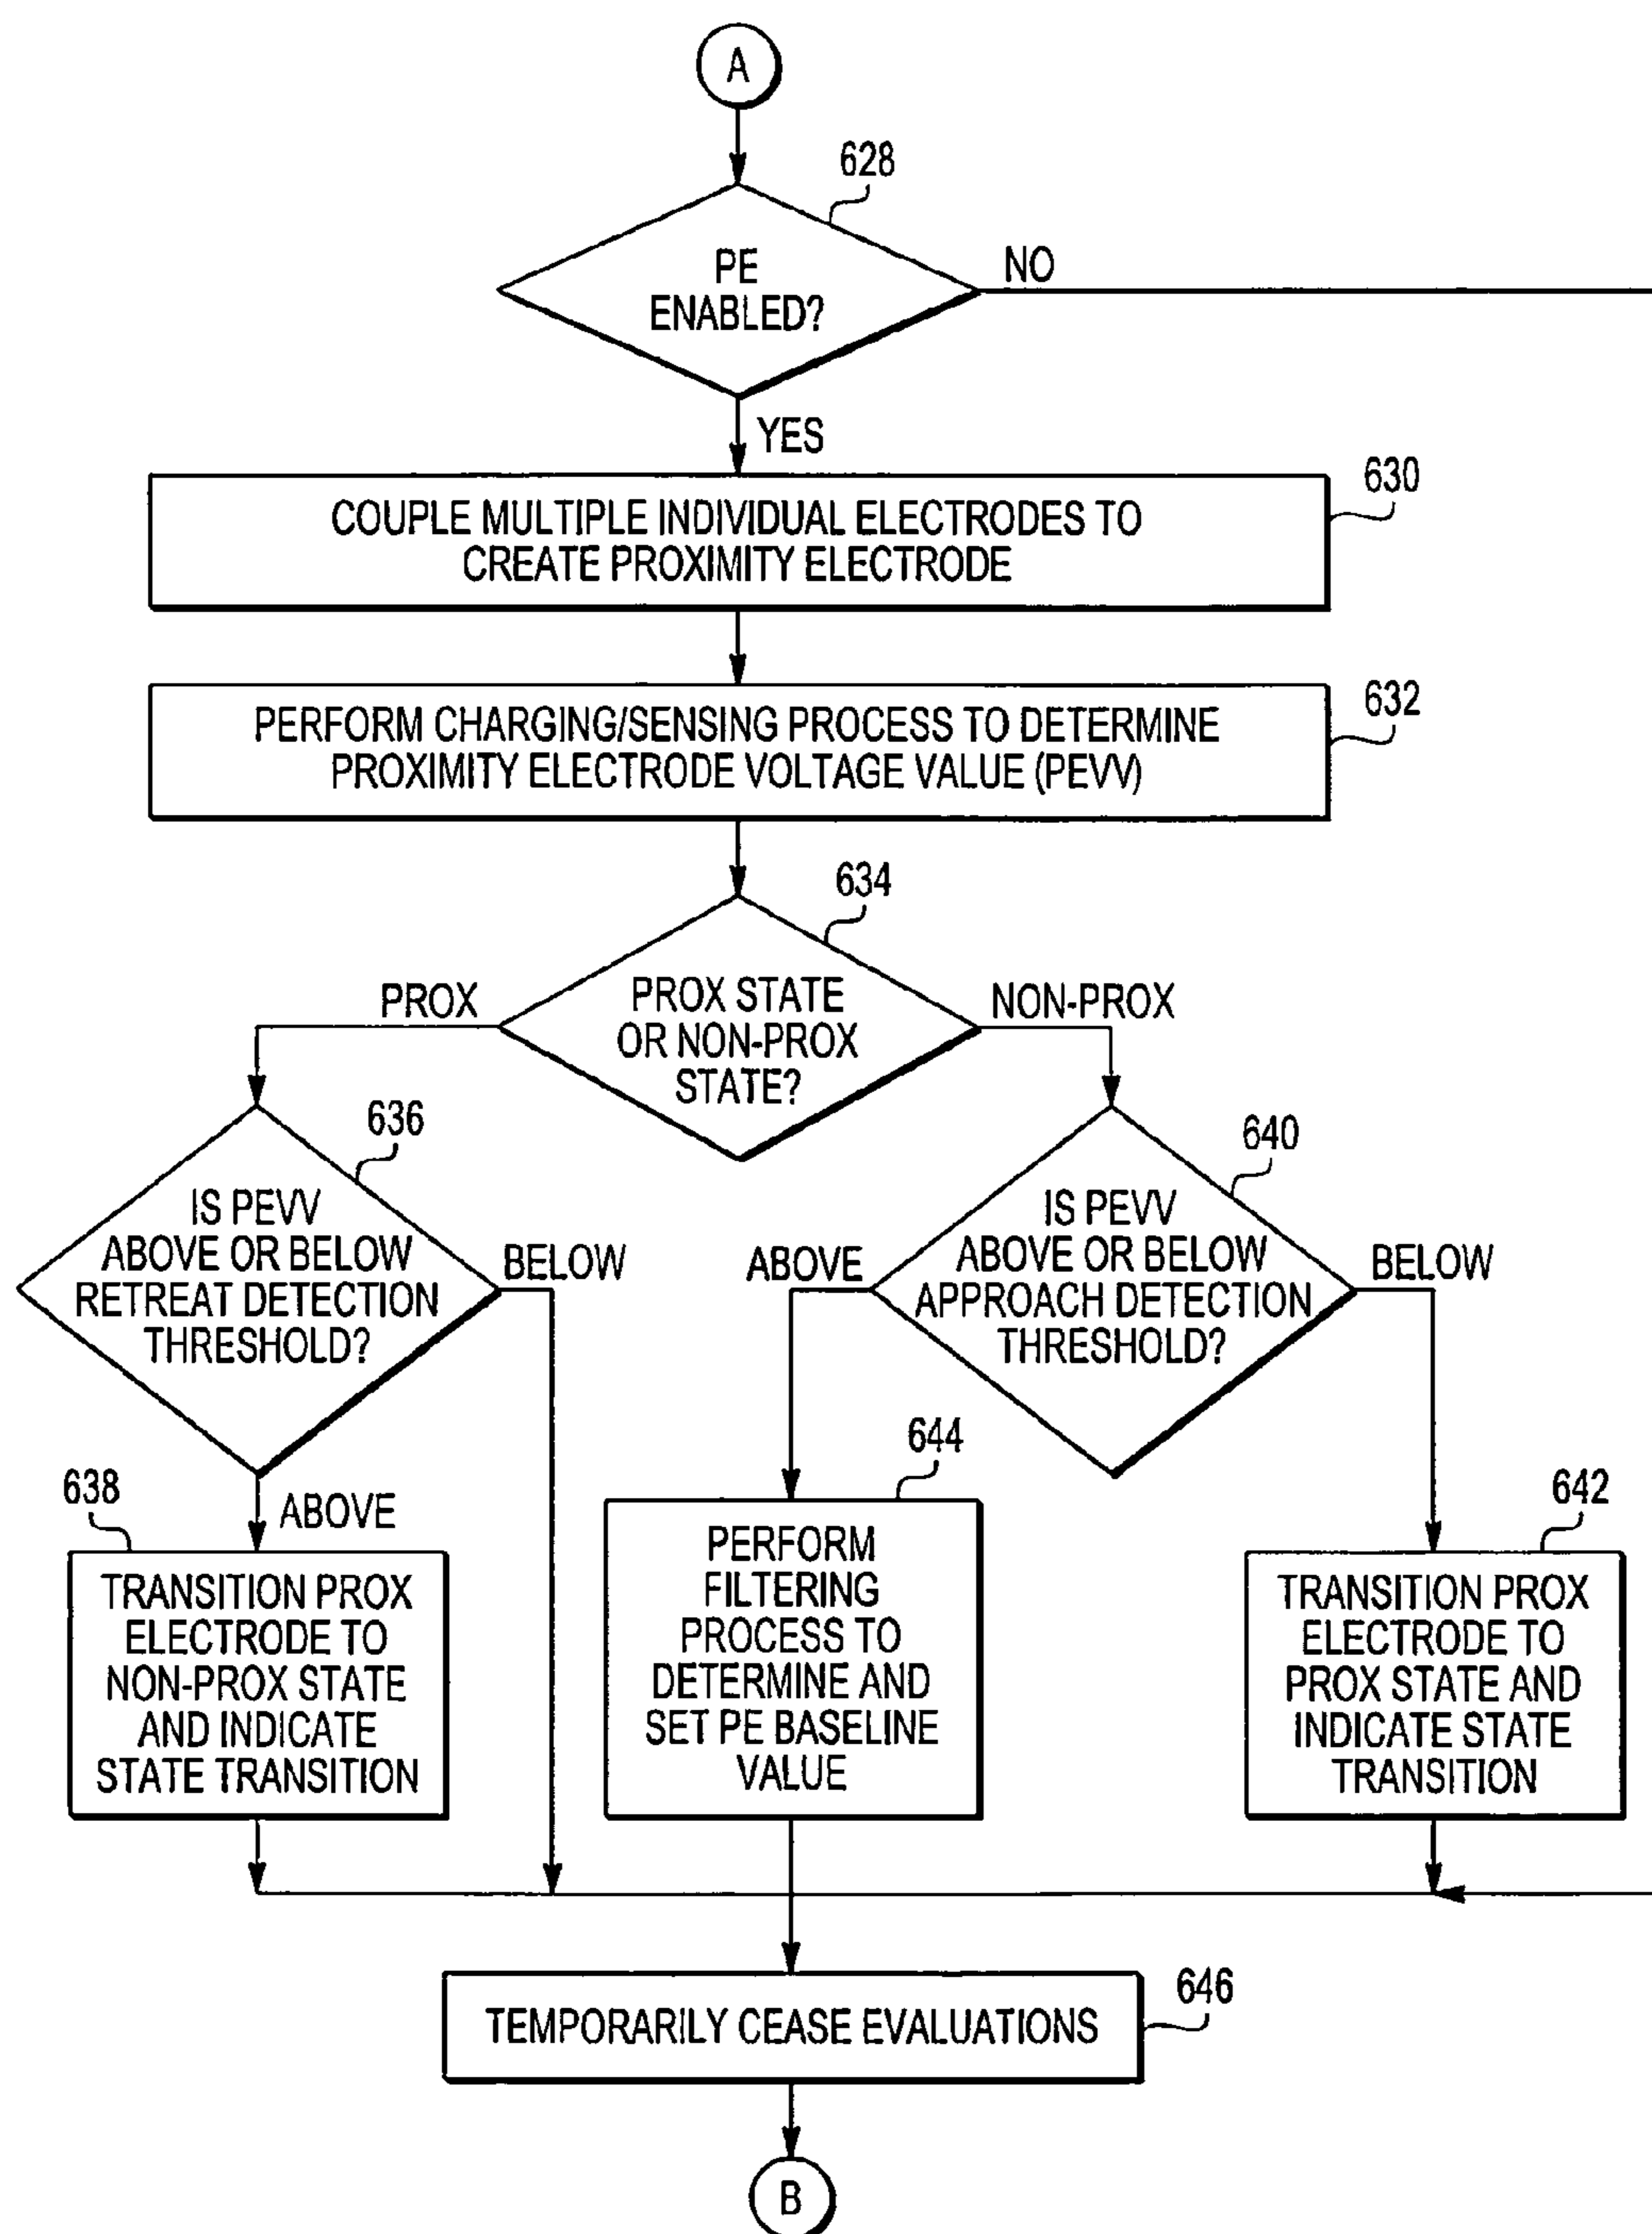 A
628
PE
ENABLED?
NO
YES
630
COUPLE MULTIPLE INDIVIDUAL ELECTRODES TO
CREATE PROXIMITY ELECTRODE
632
PERFORM CHARGING/SENSING PROCESS TO DETERMINE
PROXIMITY ELECTRODE VOLTAGE VALUE (PEVV)
634
PROX STATE
OR NON-PROX
STATE?
PROX
NON-PROX
636
IS PEVV
ABOVE OR BELOW
RETREAT DETECTION
THRESHOLD?
BELOW
ABOVE
640
IS PEVV
ABOVE OR BELOW
APPROACH DETECTION
THRESHOLD?
ABOVE
BELOW
638
TRANSITION PROX
ELECTRODE TO
NON-PROX STATE
AND INDICATE
STATE TRANSITION
644
PERFORM
FILTERING
PROCESS TO
DETERMINE AND
SET PE BASELINE
VALUE
642
TRANSITION PROX
ELECTRODE TO
PROX STATE AND
INDICATE STATE
TRANSITION
646
TEMPORARILY CEASE EVALUATIONS
B